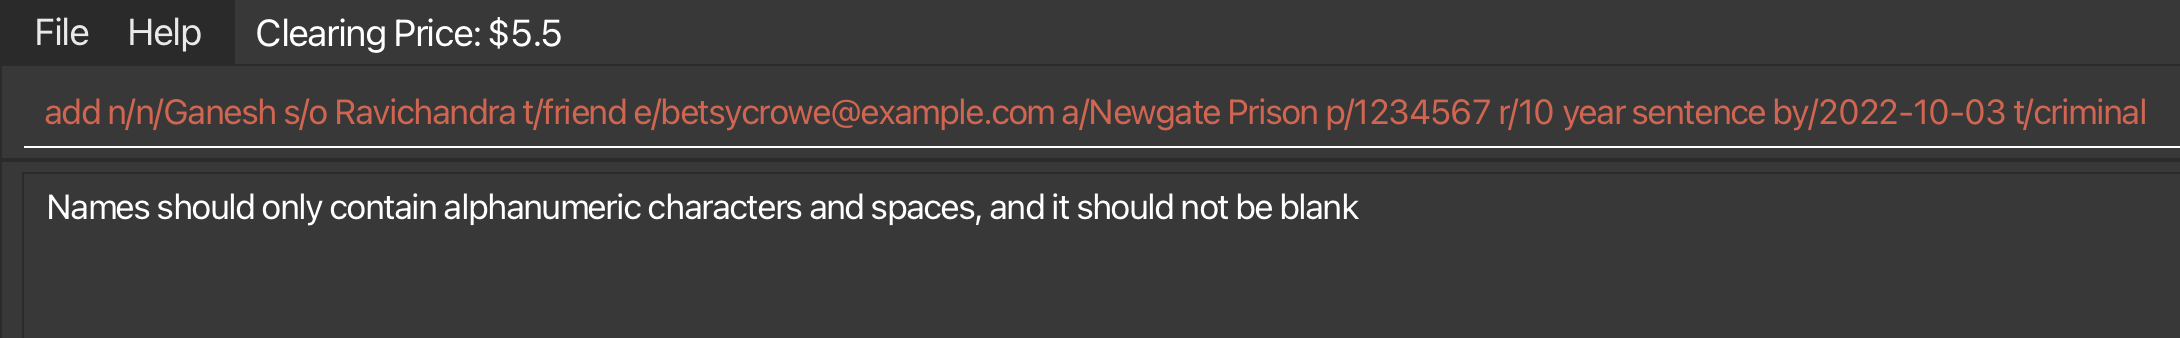 File Help Clearing Price: $5.5
add n/n/Ganesh s/o Ravichandra t/friend e/betsycrowe@example.com a/Newgate Prison p/1234567 r/10 year sentence by/2022-10-03 t/criminal
Names should only contain alphanumeric characters and spaces, and it should not be blank